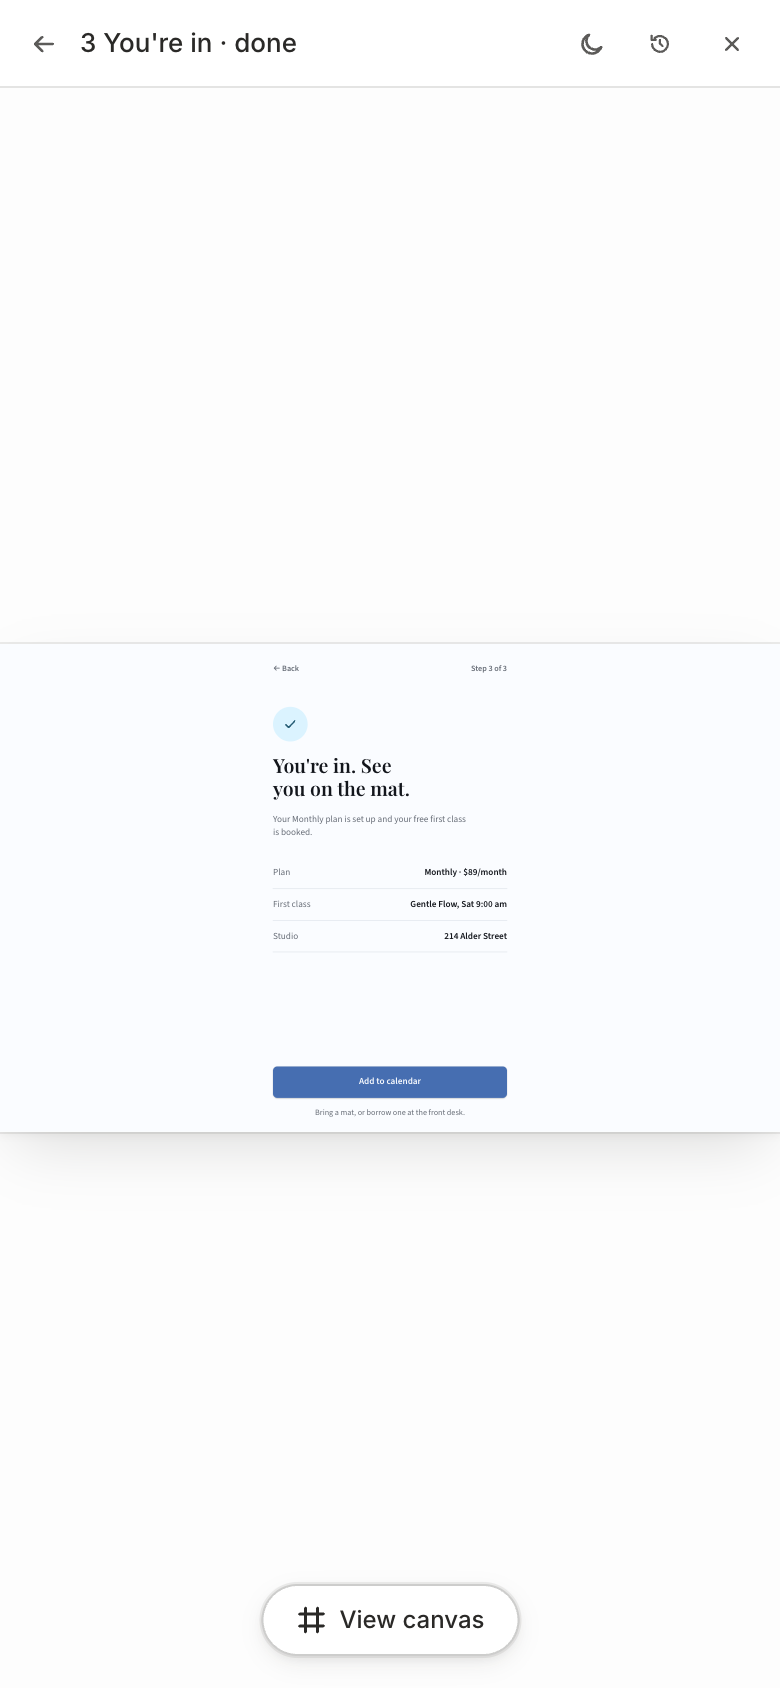 3 You're in · done
← Back
Step 3 of 3
You're in. See
you on the mat.
Your Monthly plan is set up and your free first class
is booked.
Plan
Monthly · $89/month
First class
Gentle Flow, Sat 9:00 am
Studio
214 Alder Street
Add to calendar
Bring a mat, or borrow one at the front desk.
View canvas